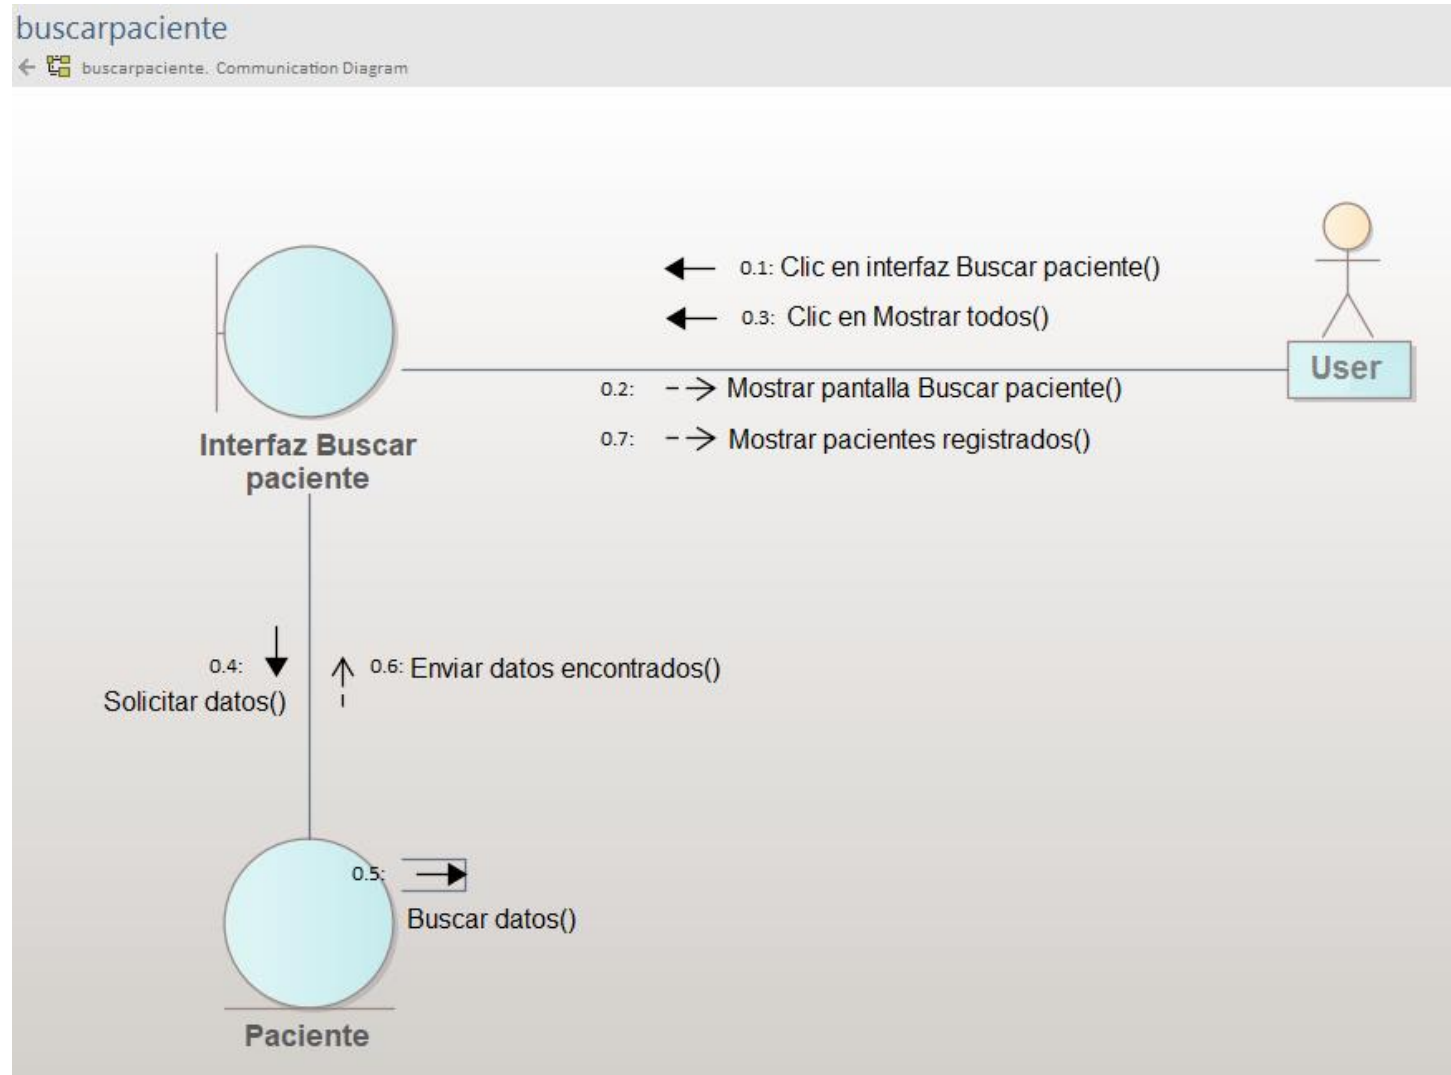 buscarpaciente
buscarpaciente. Communication Diagram
0.1: Clic en interfaz Buscar paciente()
0.3: Clic en Mostrar todos()
User
0.2: Mostrar pantalla Buscar paciente()
0.7: Mostrar pacientes registrados()
Interfaz Buscar
paciente
0.4:
Solicitar datos()
0.6: Enviar datos encontrados()
0.5:
Buscar datos()
Paciente